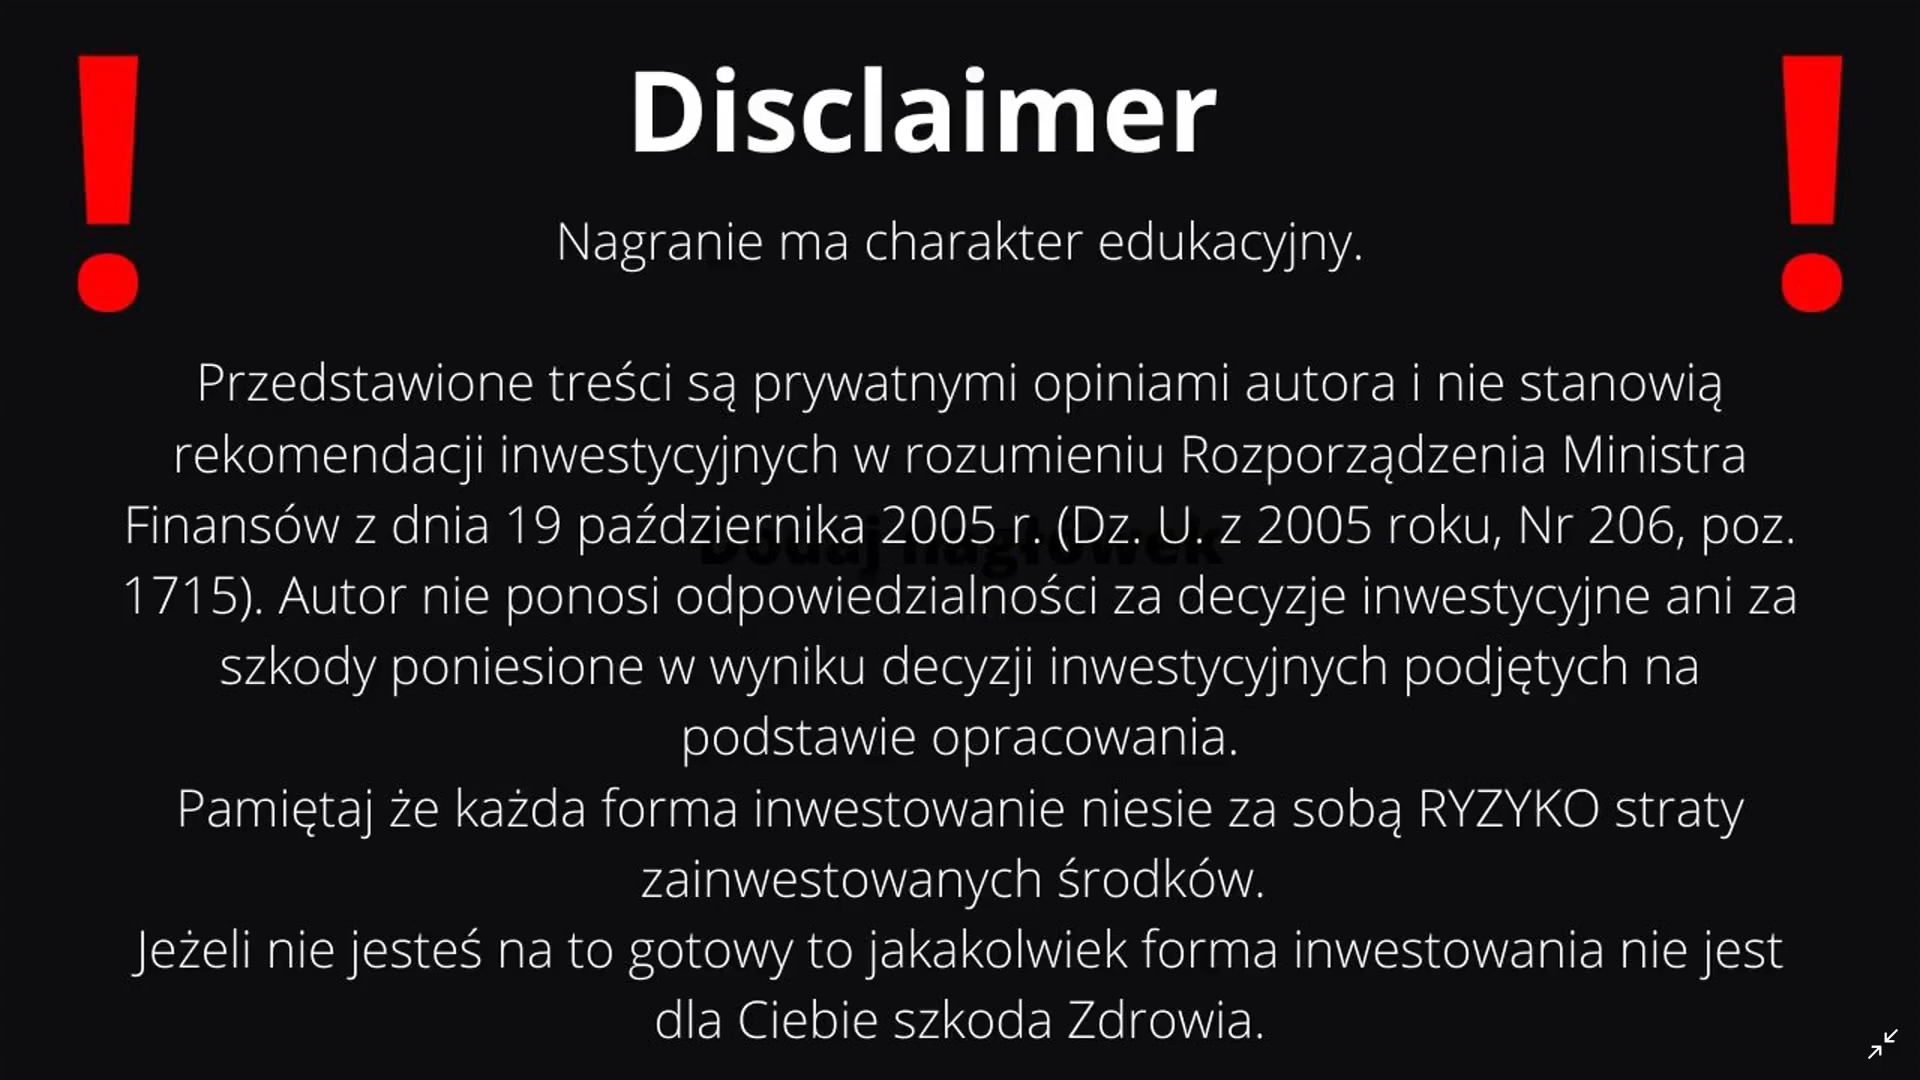 Disclaimer
Nagranie ma charakter edukacyjny.
Przedstawione treści są prywatnymi opiniami autora i nie stanowią
rekomendacji inwestycyjnych w rozumieniu Rozporządzenia Ministra
Finansów z dnia 19 października 2005 r. (Dz. U. z 2005 roku, Nr 206, poz.
Dodaj nagłówek
1715). Autor nie ponosi odpowiedzialności za decyzje inwestycyjne ani za
szkody poniesione w wyniku decyzji inwestycyjnych podjętych na
podstawie opracowania.
Pamiętaj że każda forma inwestowanie niesie za sobą RYZYKO straty
zainwestowanych środków.
Jeżeli nie jesteś na to gotowy to jakakolwiek forma inwestowania nie jest
dla Ciebie szkoda Zdrowia.